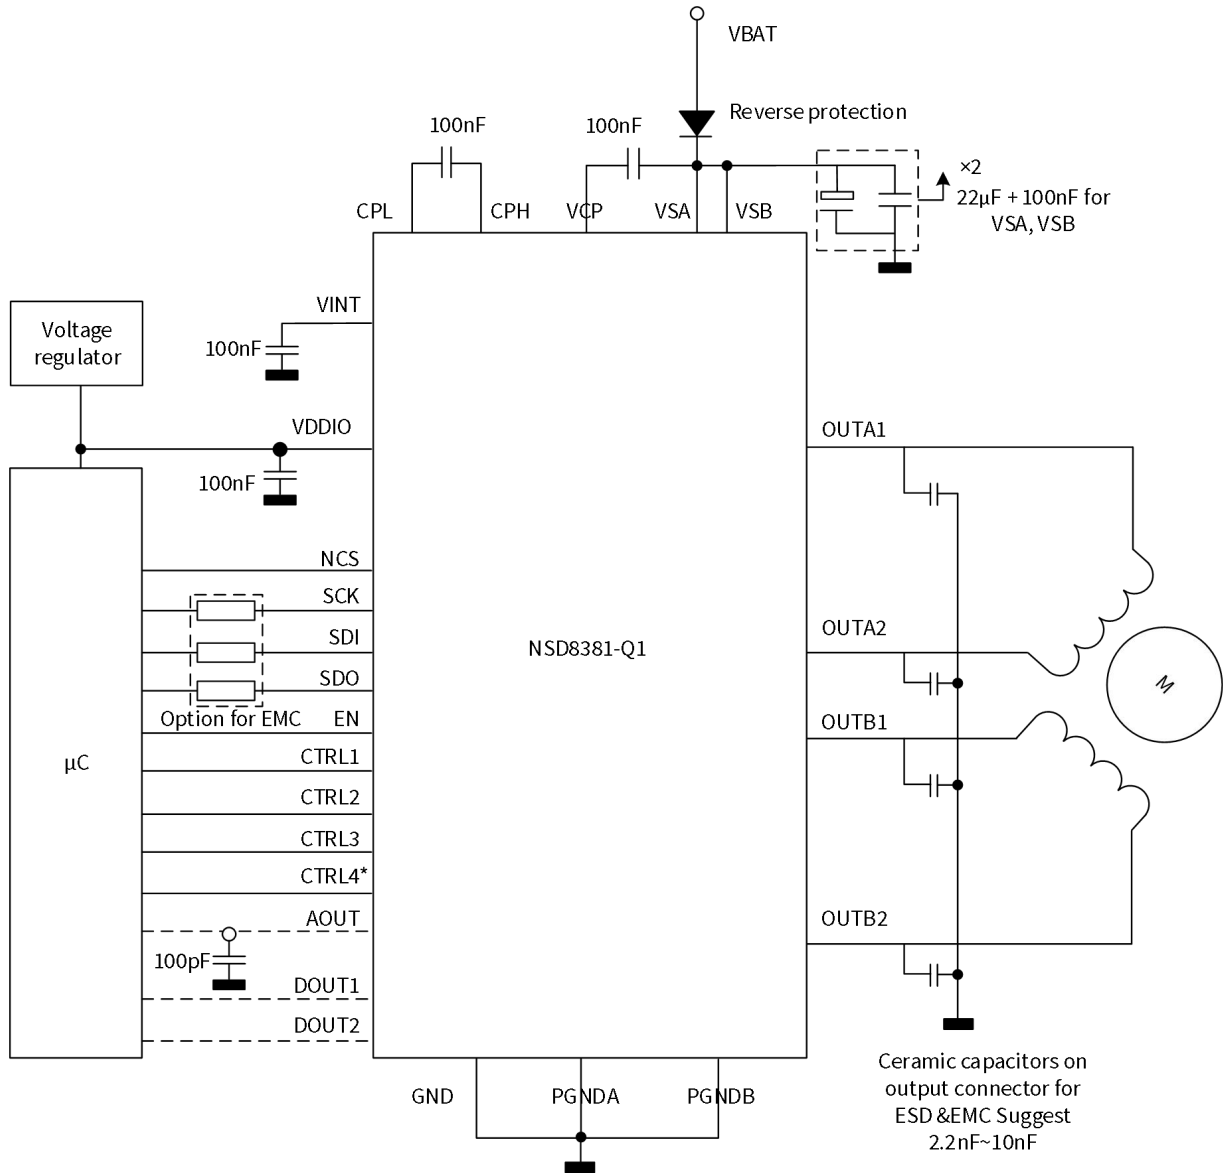 VBAT
Reverse protection
100nF
100nF
×2
22µF + 100nF for
VSA, VSB
CPL
CPH
VCP
VSA
VSB
VINT
100nF
Voltage
regulator
VDDIO
100nF
OUTA1
NCS
SCK
SDI
SDO
Option for EMC
EN
CTRL1
CTRL2
CTRL3
CTRL4*
AOUT
100pF
DOUT1
DOUT2
µC
NSD8381-Q1
OUTA2
OUTB1
OUTB2
M
GND
PGNDA
PGNDB
Ceramic capacitors on
output connector for
ESD &EMC Suggest
2.2nF~10nF